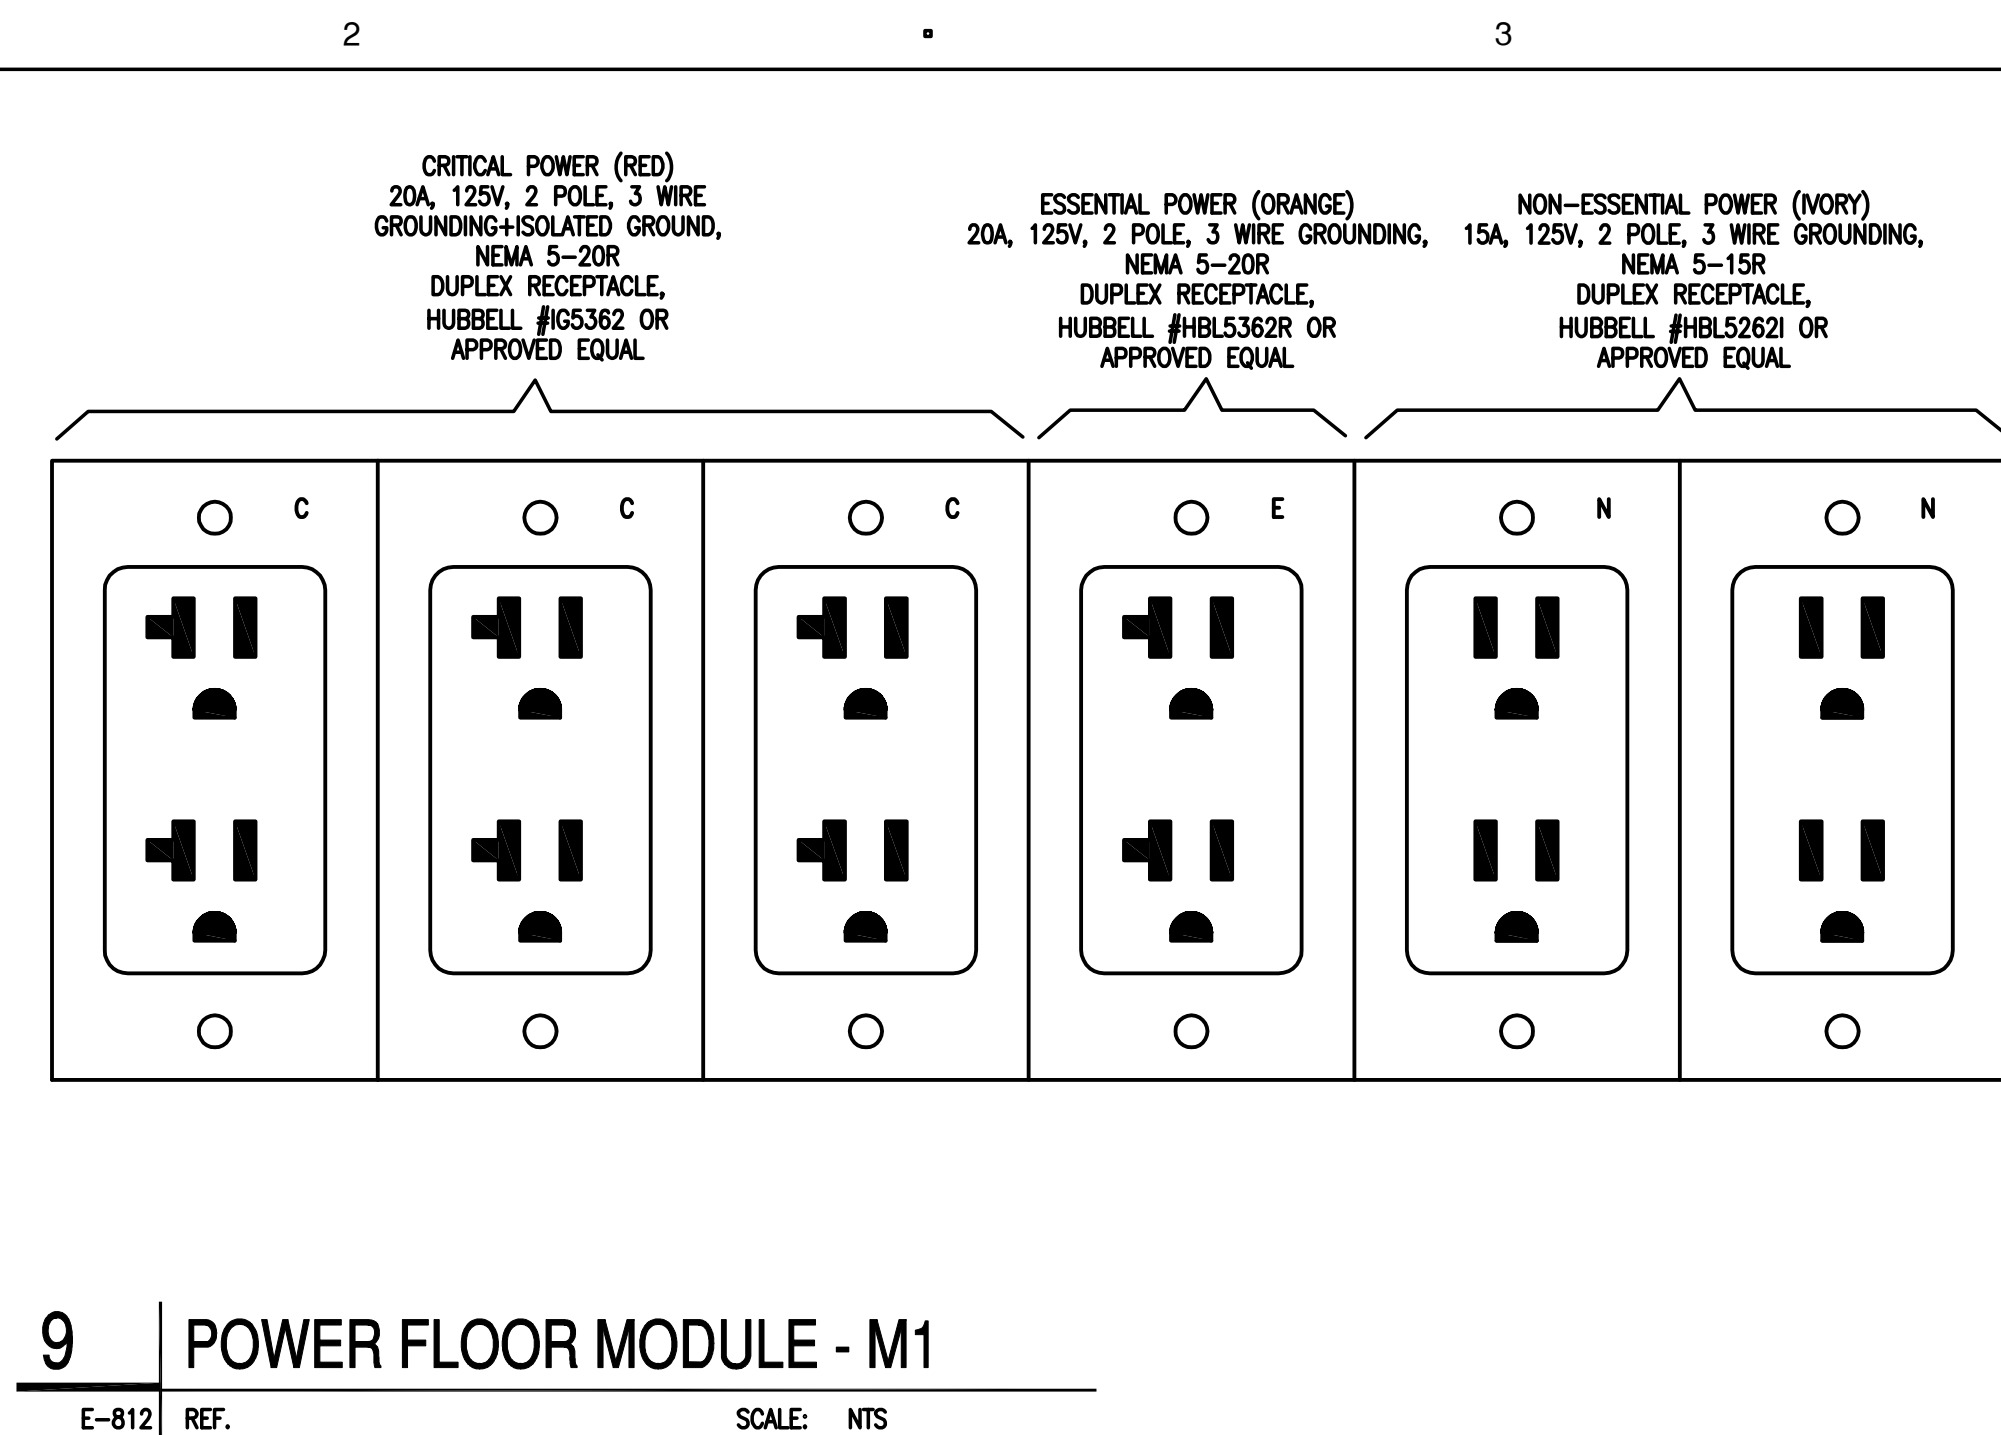 2
3
CRITICAL POWER (RED)
20A, 125V, 2 POLE, 3 WIRE
GROUNDING+ISOLATED GROUND,
NEMA 5-20R
DUPLEX RECEPTACLE,
HUBBELL #IG5362 OR
APPROVED EQUAL
ESSENTIAL POWER (ORANGE)
20A, 125V, 2 POLE, 3 WIRE GROUNDING,
NEMA 5-20R
DUPLEX RECEPTACLE,
HUBBELL #HBL5362R OR
APPROVED EQUAL
NON-ESSENTIAL POWER (IVORY)
15A, 125V, 2 POLE, 3 WIRE GROUNDING,
NEMA 5-15R
DUPLEX RECEPTACLE,
HUBBELL #HBL5262I OR
APPROVED EQUAL
C
C
C
E
N
N
9
POWER FLOOR MODULE - M1
E-812
REF.
SCALE: NTS